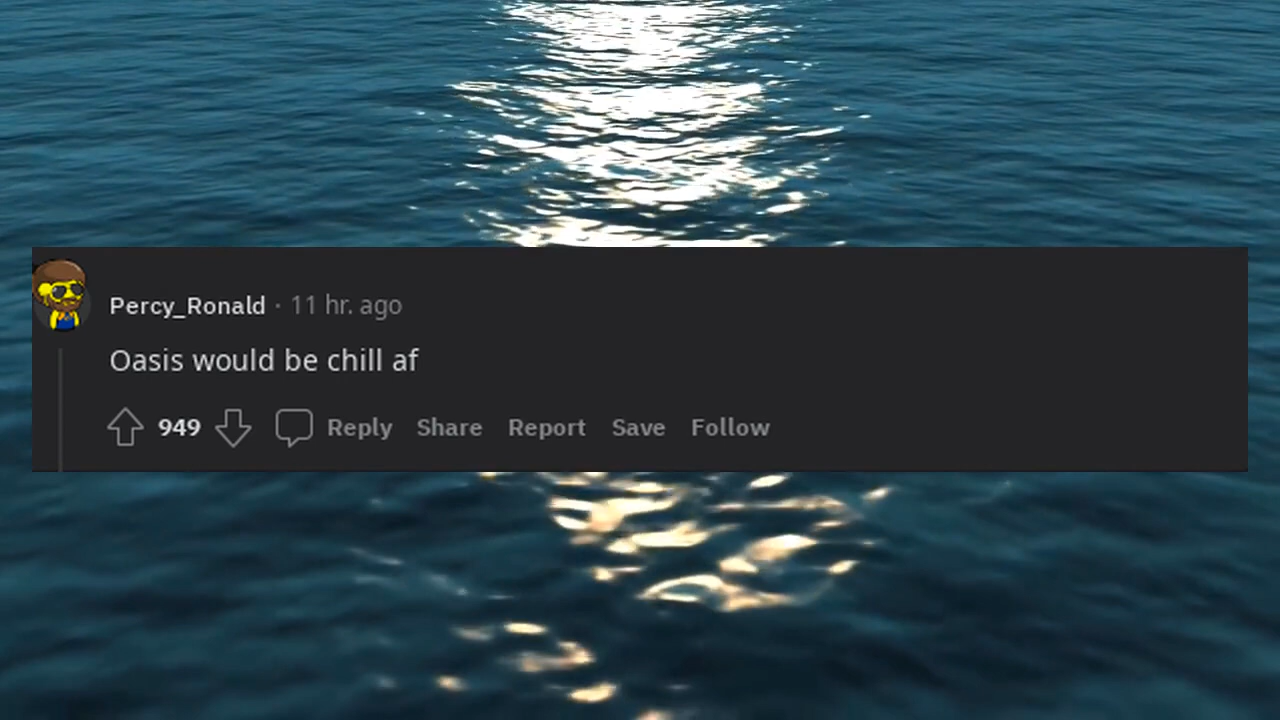 Percy_Ronald · 11 hr. ago
Oasis would be chill af
949 Reply Share Report Save Follow